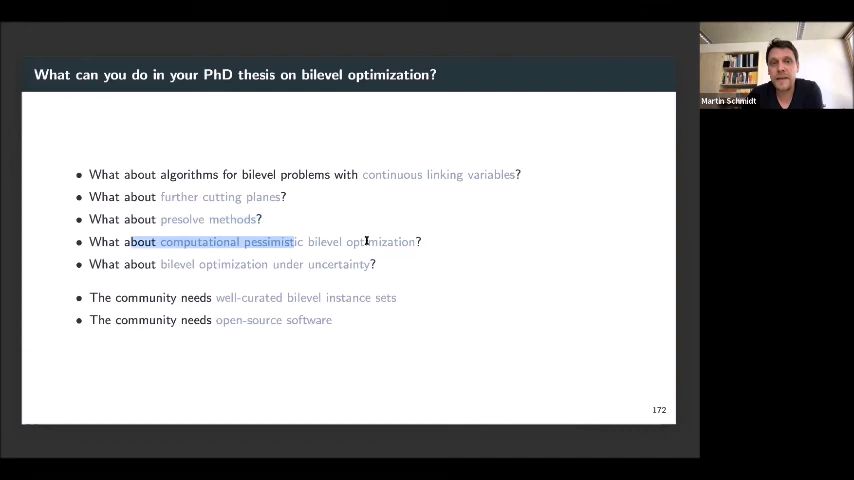 What can you do in your PhD thesis on bilevel optimization?
Martin Schmidt
• What about algorithms for bilevel problems with continuous linking variables?
• What about further cutting planes?
• What about presolve methods?
• What about computational pessimistic bilevel optimization?
• What about bilevel optimization under uncertainty?
• The community needs well-curated bilevel instance sets
• The community needs open-source software
172